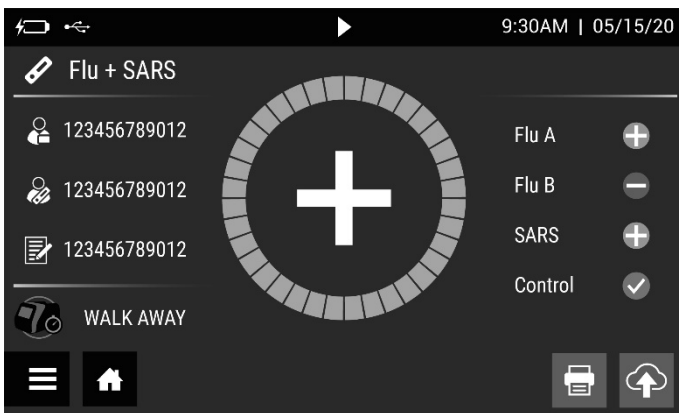 9:30AM | 05/15/20
Flu + SARS
123456789012
123456789012
123456789012
WALK AWAY
Flu A
Flu B
SARS
Control